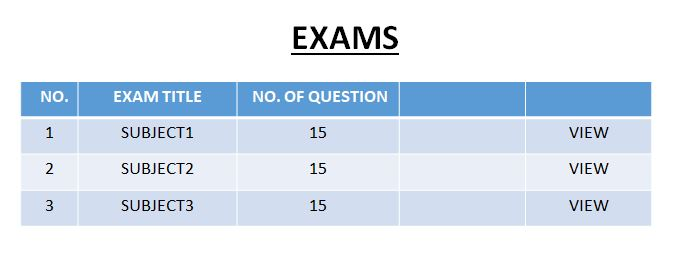 EXAMS
NO. EXAM TITLE NO. OF QUESTION
1 SUBJECT1 15 VIEW
2 SUBJECT2 15 VIEW
3 SUBJECT3 15 VIEW